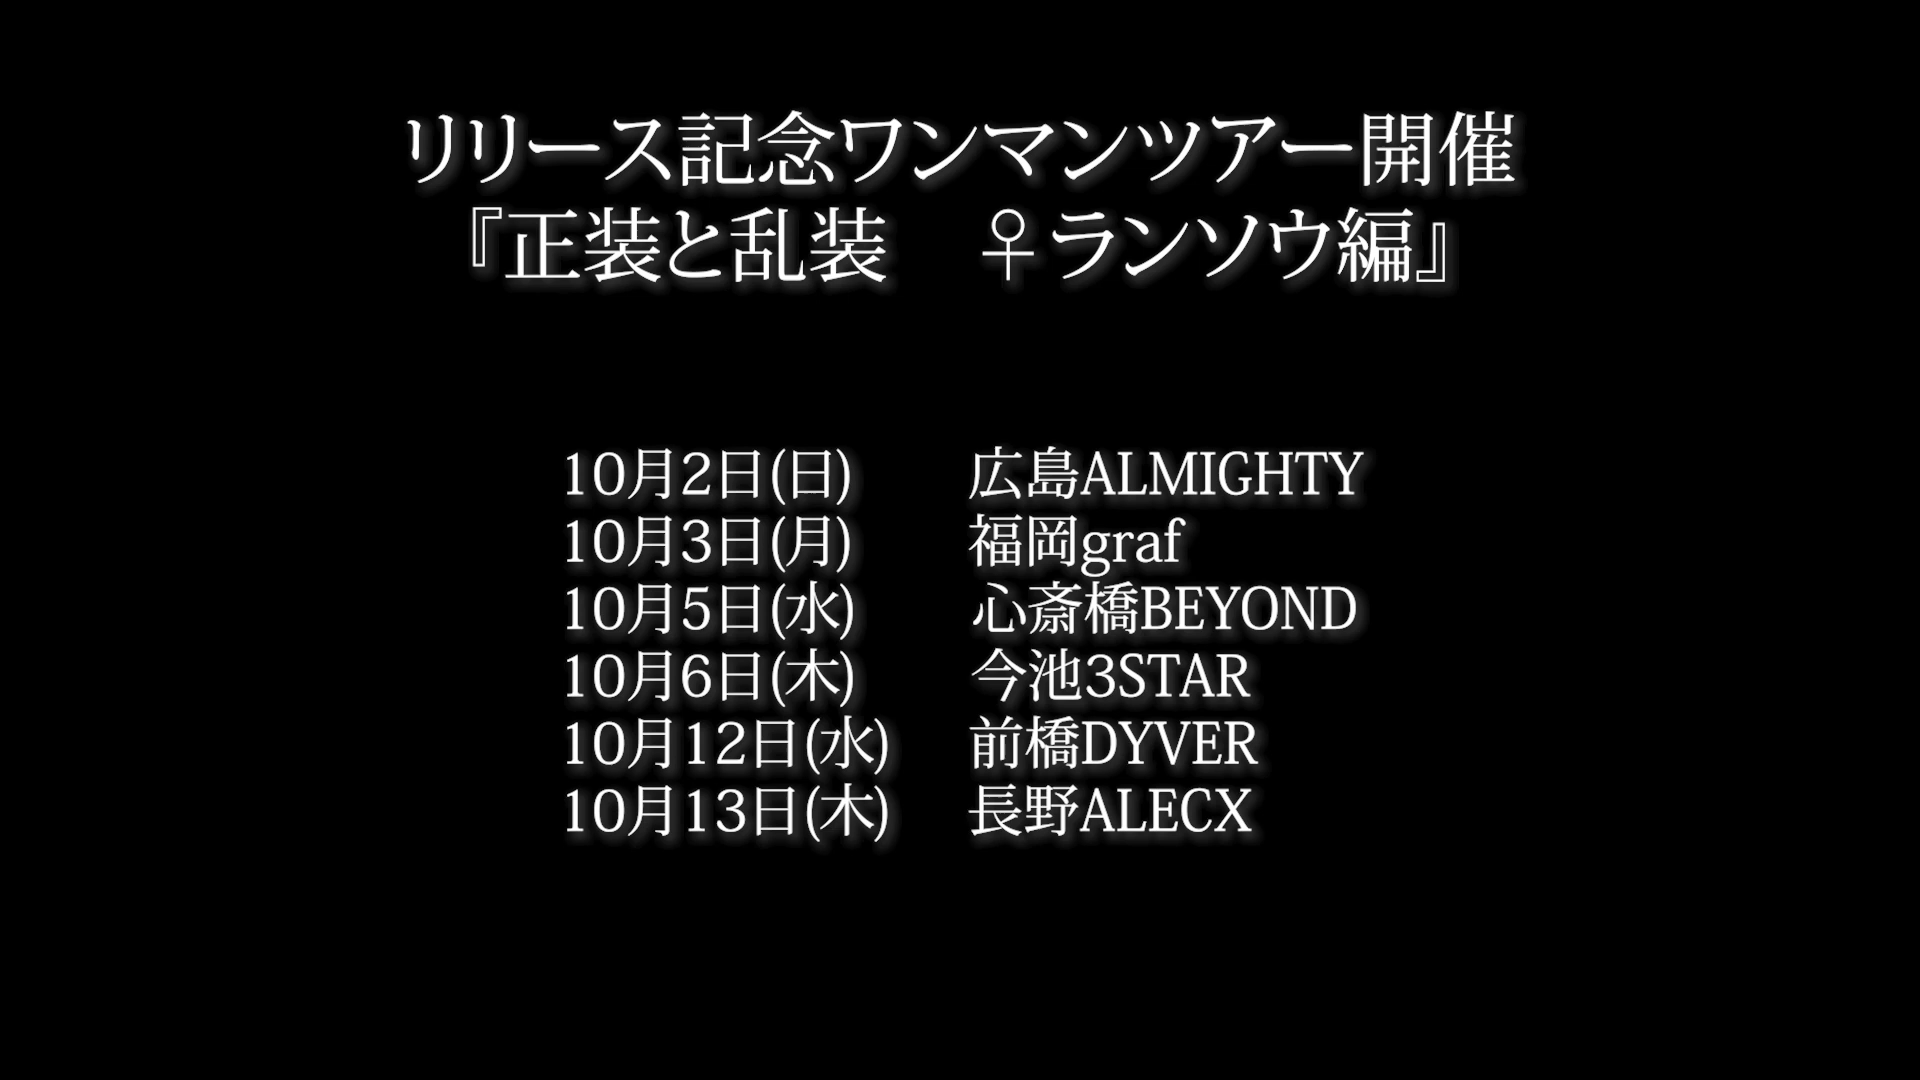 リリース記念ワンマンツアー開催
『正装と乱装　♀ランソウ編』
10月2日(日)　広島ALMIGHTY
10月3日(月)　福岡graf
10月5日(水)　心斎橋BEYOND
10月6日(木)　今池3STAR
10月12日(水)　前橋DYVER
10月13日(木)　長野ALECX